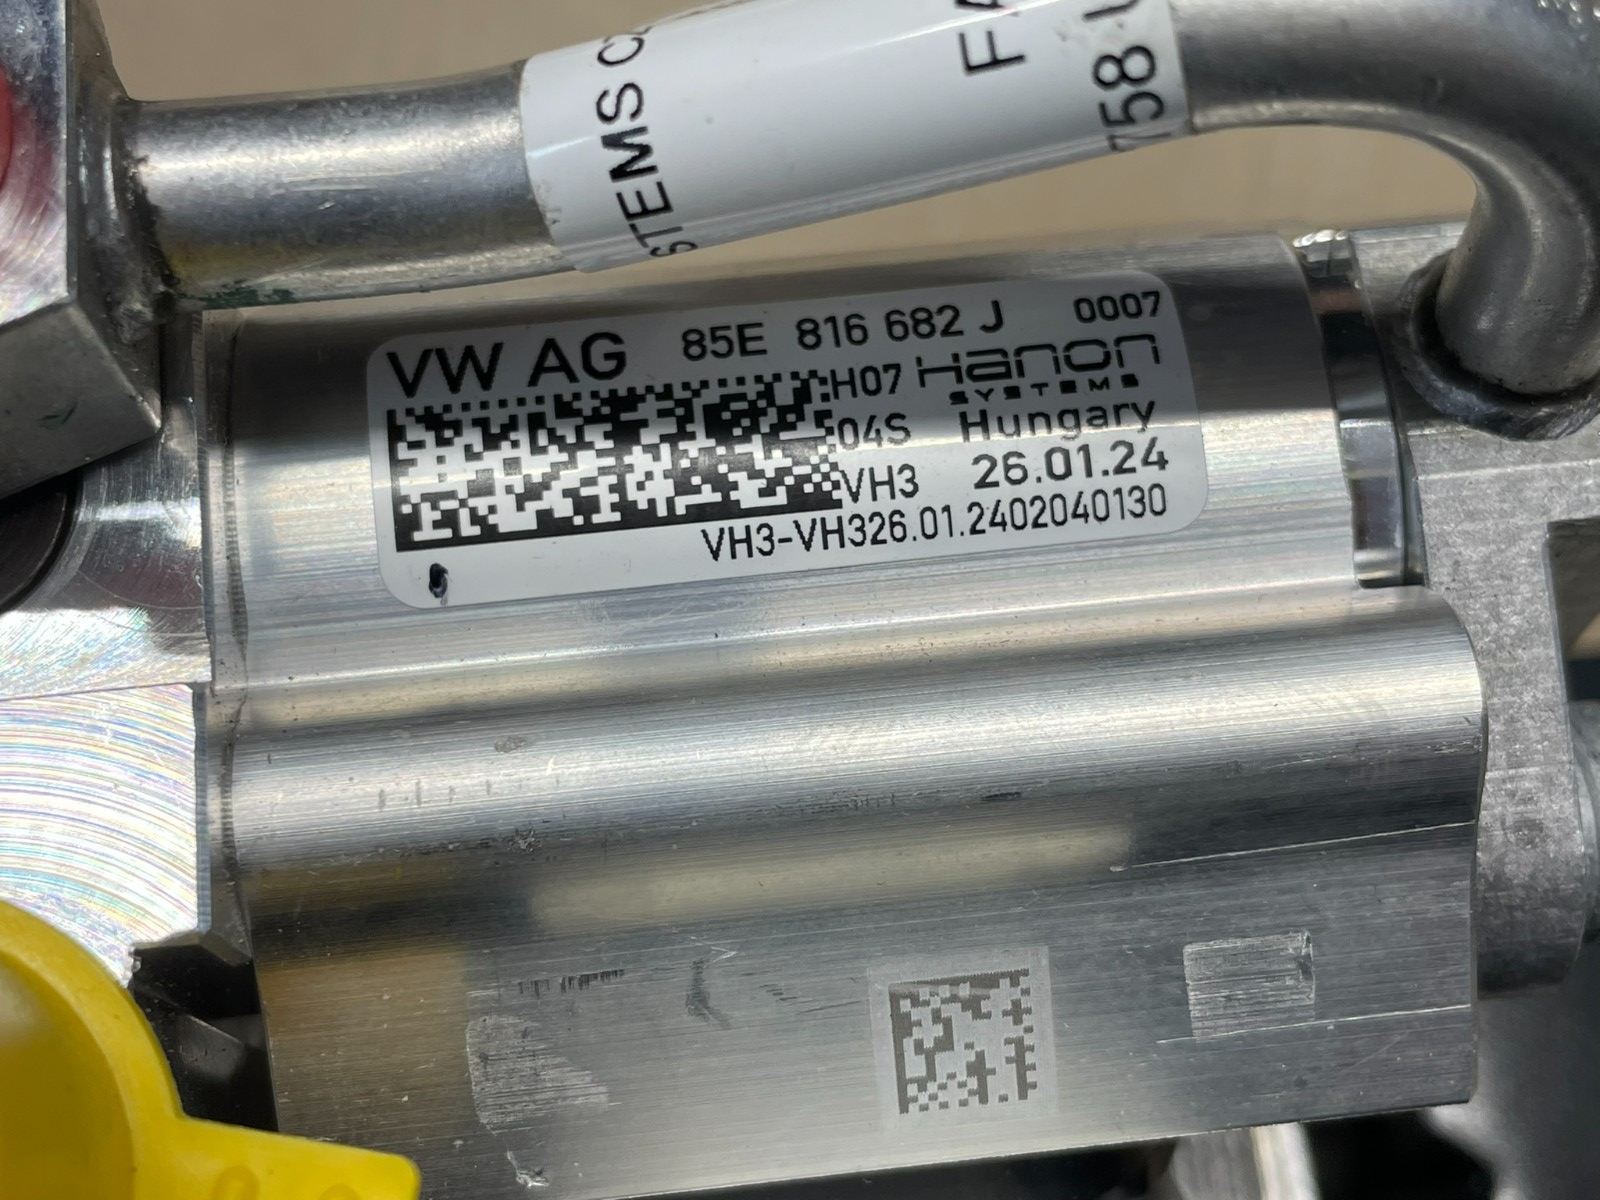 STEMS
FA
758
VW AG 85E 816 682 J 0007
H07 Hanon
SYSTEMS
04S Hungary
VH3 26.01.24
VH3-VH326.01.2402040130